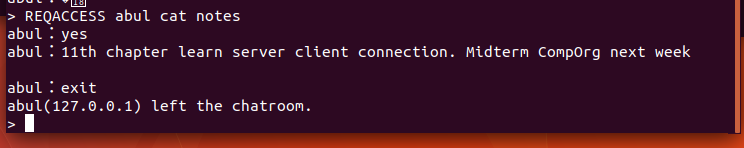 > REQACCESS abul cat notes
abul：yes
abul：11th chapter learn server client connection. Midterm CompOrg next week
abul：exit
abul(127.0.0.1) left the chatroom.
>